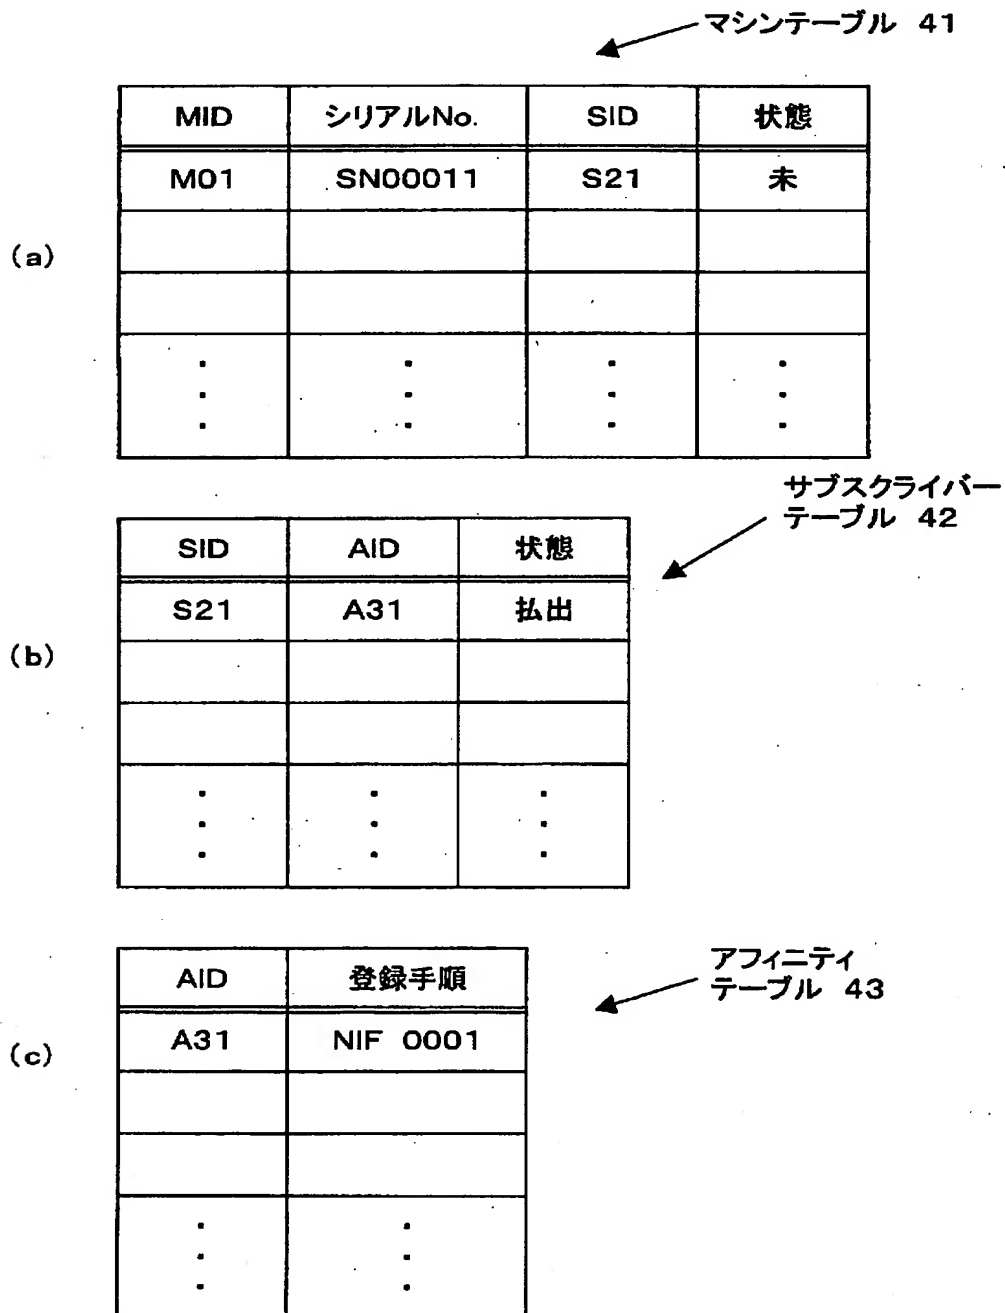 マシンテーブル 41
MID シリアルNo. SID 状態
M01 SN00011 S21 未
(a)
サブスクライバー
テーブル 42
SID AID 状態
S21 A31 払出
(b)
アフィニティ
テーブル 43
AID 登録手順
A31 NIF 0001
(c)